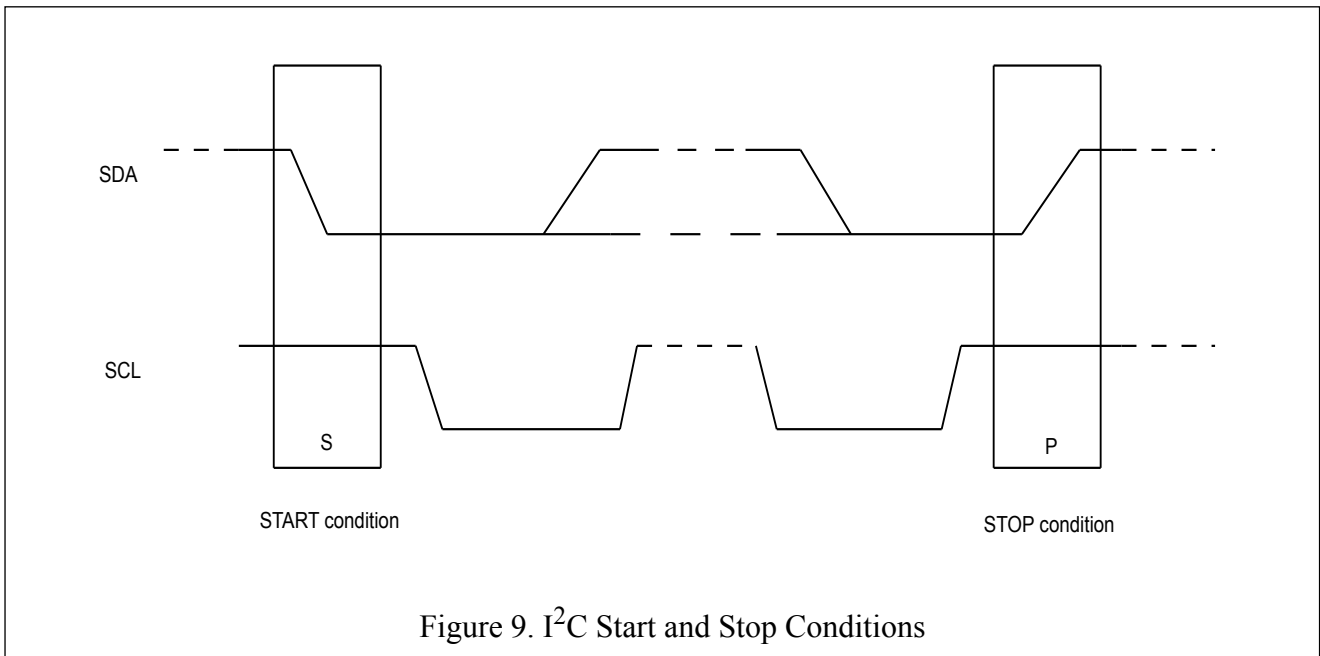 SDA
SCL
S
P
START condition
STOP condition
Figure 9. I²C Start and Stop Conditions